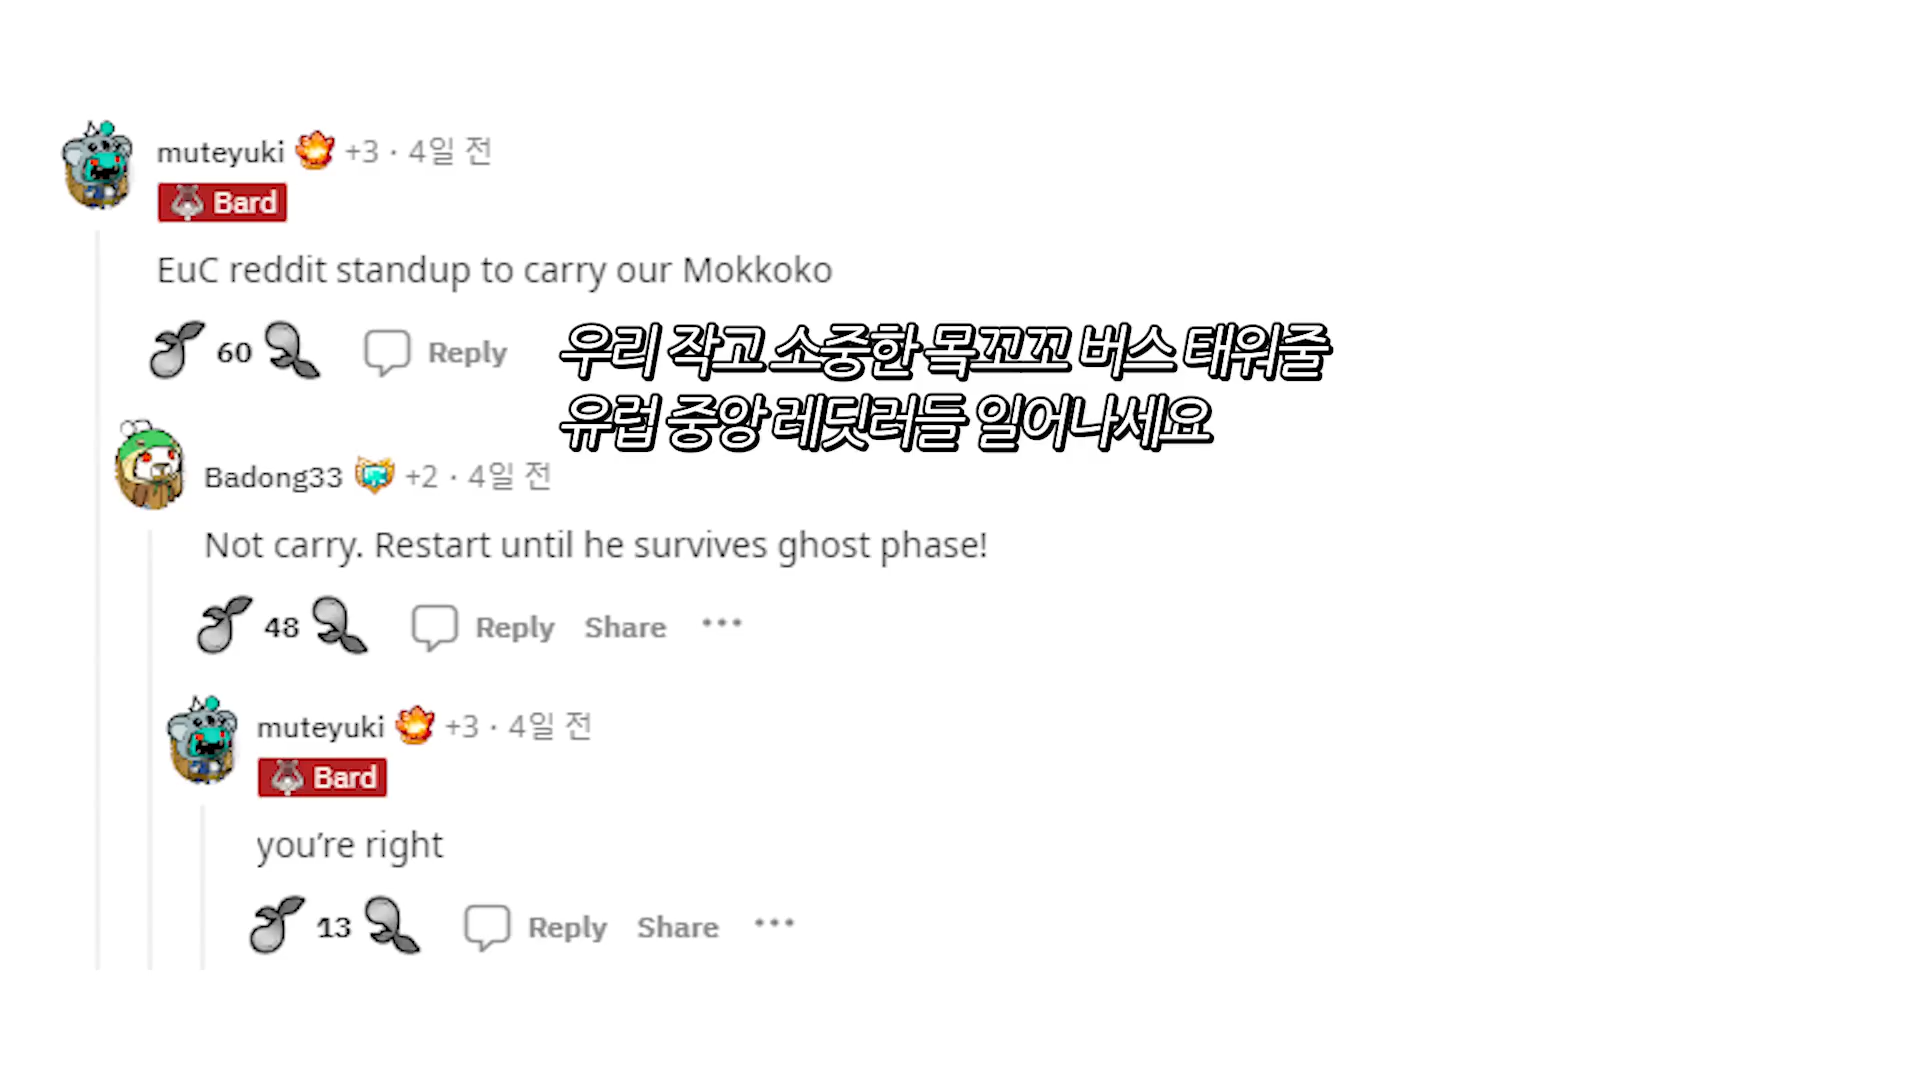 muteyuki +3 · 4일 전
Bard
EuC reddit standup to carry our Mokkoko
60 Reply
우리 작고 소중한 목꼬꼬 버스 태워줄
유럽 중앙 레딧러들 일어나세요
Badong33 +2 · 4일 전
Not carry. Restart until he survives ghost phase!
48 Reply Share ···
muteyuki +3 · 4일 전
Bard
you’re right
13 Reply Share ···